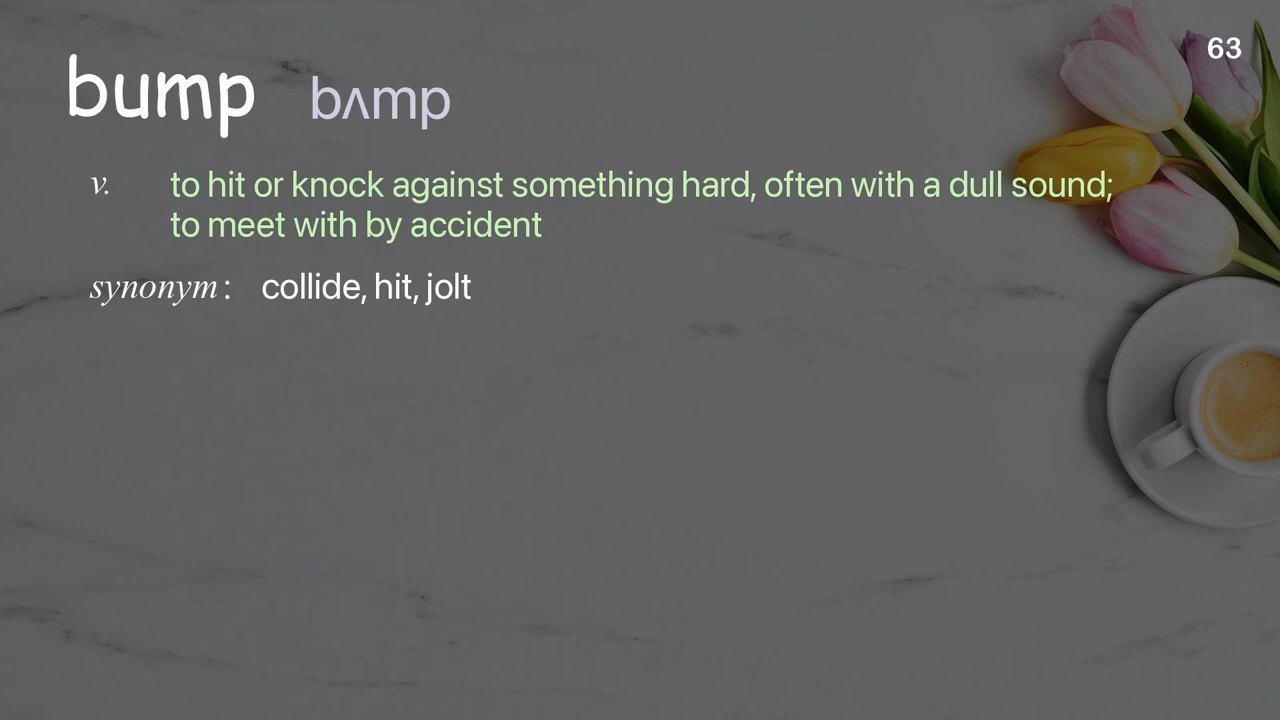 63
bump bʌmp
v. to hit or knock against something hard, often with a dull sound;
to meet with by accident
synonym : collide, hit, jolt